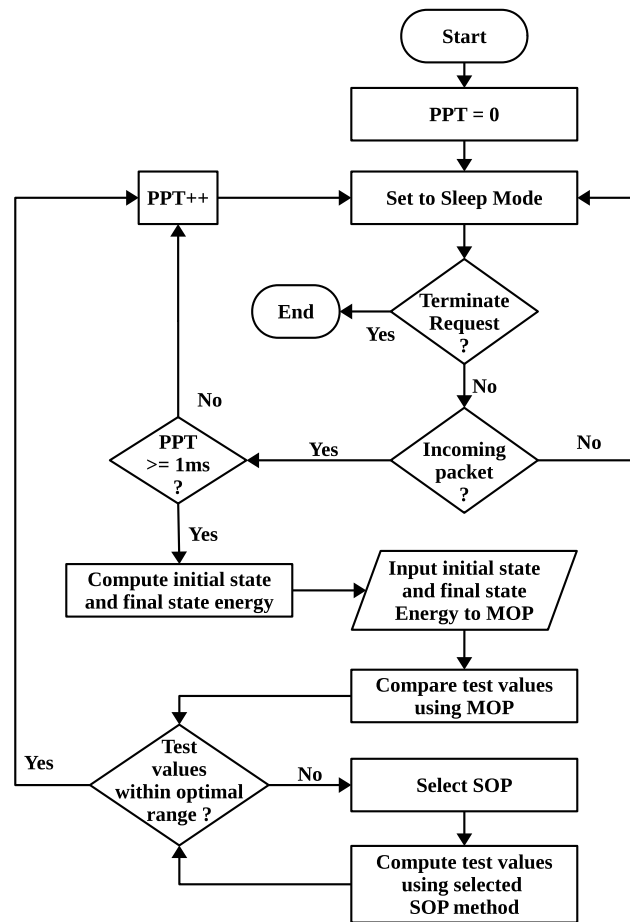 Start
PPT = 0
PPT++
Set to Sleep Mode
Terminate
Request
?
End
Yes
No
Incoming
packet
?
No
Yes
PPT
>= 1ms
?
No
Yes
Compute initial state
and final state energy
Input initial state
and final state
Energy to MOP
Compare test values
using MOP
Test
values
within optimal
range ?
Yes
No
Select SOP
Compute test values
using selected
SOP method